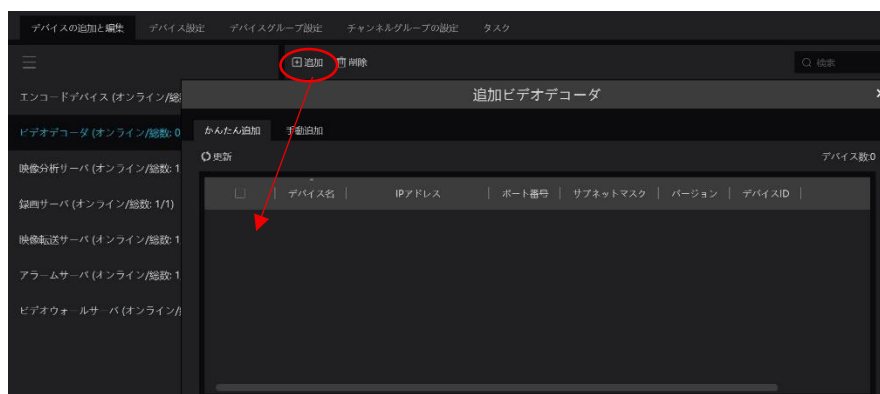 デバイスの追加と編集 デバイス設定 デバイスグループ設定 チャンネルグループの設定 タスク
追加 削除 検索
エンコードデバイス (オンライン/総
追加ビデオデコーダ
ビデオデコーダ (オンライン/総数: 0
かんたん追加 手動追加
更新 デバイス数:0
映像分析サーバ (オンライン/総数: 1
デバイス名 IPアドレス ポート番号 サブネットマスク バージョン デバイスID
録画サーバ (オンライン/総数: 1/1)
映像転送サーバ (オンライン/総数: 1
アラームサーバ (オンライン/総数: 1
ビデオウォールサーバ (オンライン/